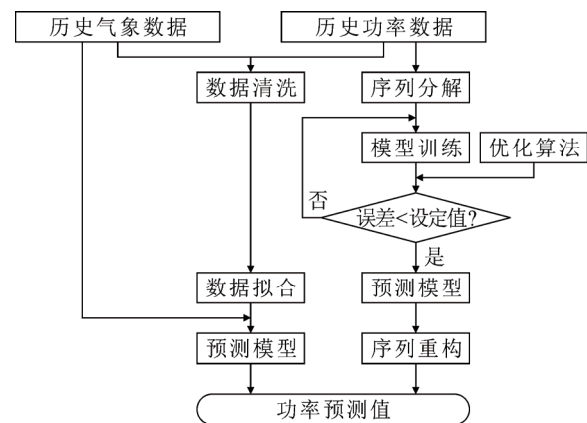 历史气象数据
历史功率数据
数据清洗
序列分解
模型训练
优化算法
否
误差<设定值?
是
数据拟合
预测模型
预测模型
序列重构
功率预测值